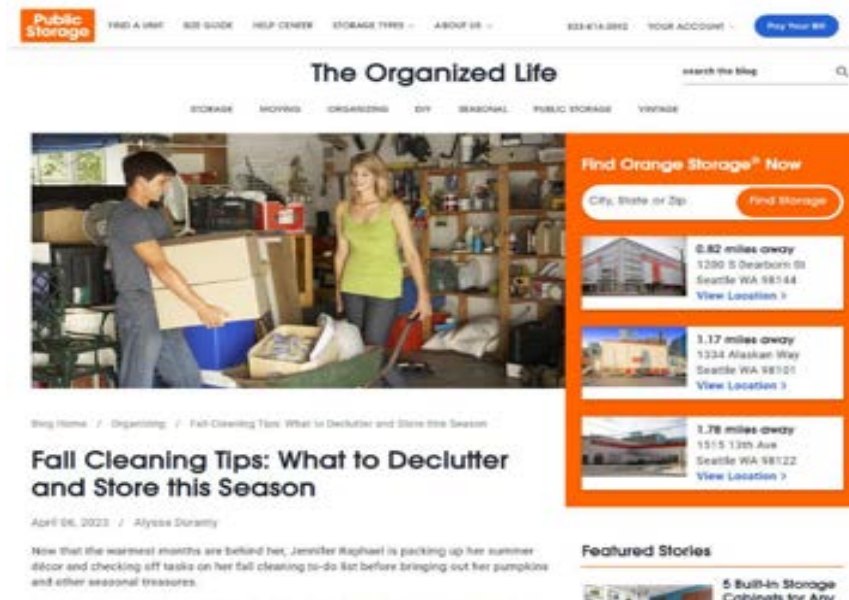 Public
Storage
FIND A UNIT SIZE GUIDE HELP CENTER STORAGE TYPES ABOUT US
YOUR ACCOUNT
Pay Your Bill
The Organized Life
search the blog
STORAGE MOVING ORGANIZING DIY SEASONAL PUBLIC STORAGE VINTAGE
Find Orange Storage® Now
City, State or Zip
Find Storage
0.82 miles away
1200 S Dearborn St
Seattle WA 98144
View Location >
1.17 miles away
1334 Alaskan Way
Seattle WA 98101
View Location >
1.78 miles away
1515 13th Ave
Seattle WA 98122
View Location >
Blog Home / Organizing / Fall Cleaning Tips: What to Declutter and Store this Season
Fall Cleaning Tips: What to Declutter
and Store this Season
April 06, 2023 / Alyssa
Now that the warmest months are behind her, Jennifer Raphael is packing up her summer
décor and checking off tasks on her fall cleaning to-do list before bringing out her pumpkins
and other seasonal treasures.
Featured Stories
5 Built-in Storage
Cabinets for Any